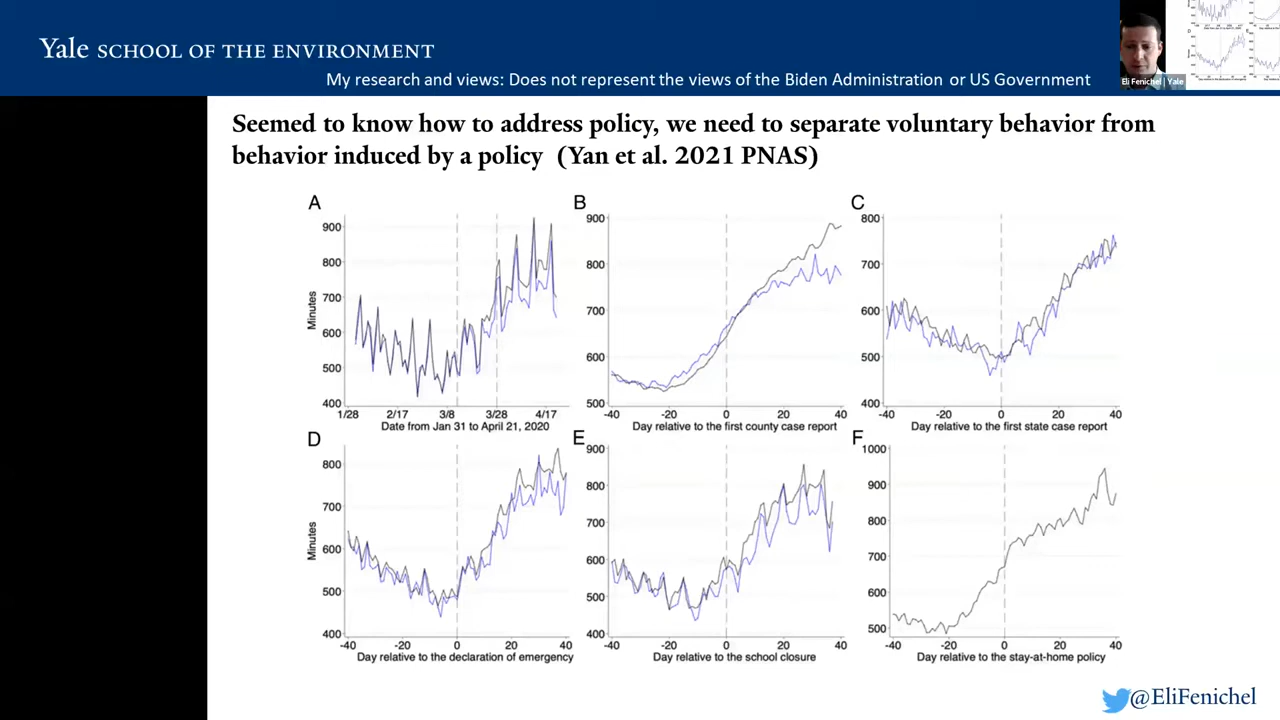 Yale SCHOOL OF THE ENVIRONMENT
My research and views: Does not represent the views of the Biden Administration or US Government
Eli Fenichel | Yale
Seemed to know how to address policy, we need to separate voluntary behavior from
behavior induced by a policy (Yan et al. 2021 PNAS)
A
Minutes
900
800
700
600
500
400
1/28 2/17 3/8 3/28 4/17
Date from Jan 31 to April 21, 2020
B
900
800
700
600
500
-40 -20 0 20 40
Day relative to the first county case report
C
800
700
600
500
400
-40 -20 0 20 40
Day relative to the first state case report
D
Minutes
800
700
600
500
400
-40 -20 0 20 40
Day relative to the declaration of emergency
E
900
800
700
600
500
400
-40 -20 0 20 40
Day relative to the school closure
F
1000
900
800
700
600
500
-40 -20 0 20 40
Day relative to the stay-at-home policy
@EliFenichel